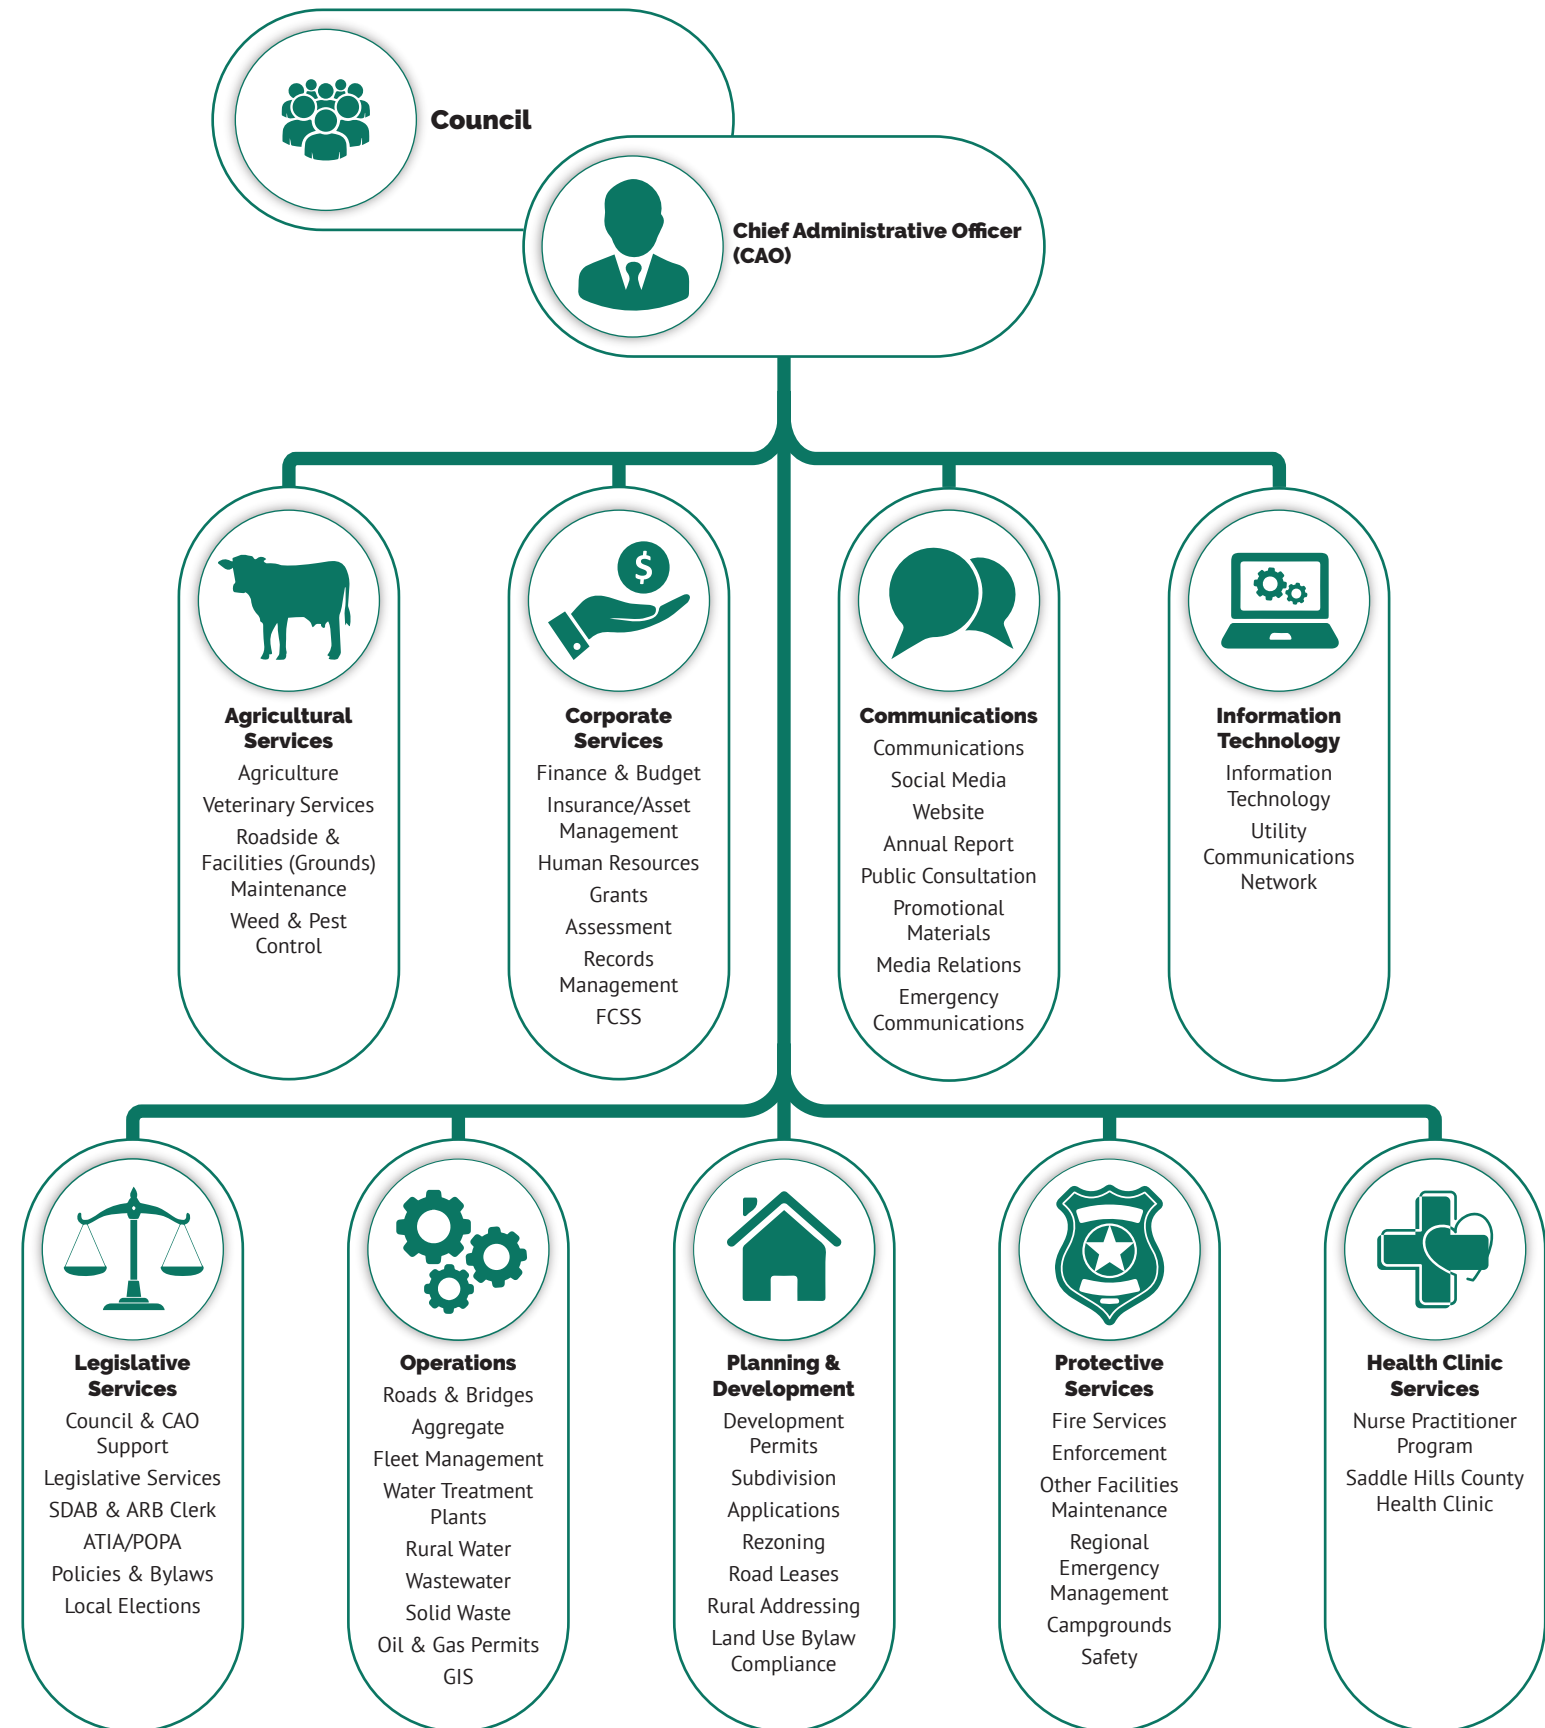 Council
Chief Administrative Officer
(CAO)
$
Agricultural
Services
Agriculture
Veterinary Services
Roadside &
Facilities (Grounds)
Maintenance
Weed & Pest
Control
Corporate
Services
Finance & Budget
Insurance/Asset
Management
Human Resources
Grants
Assessment
Records
Management
FCSS
Communications
Communications
Social Media
Website
Annual Report
Public Consultation
Promotional
Materials
Media Relations
Emergency
Communications
Information
Technology
Information
Technology
Utility
Communications
Network
Legislative
Services
Council & CAO
Support
Legislative Services
SDAB & ARB Clerk
ATIA/POPA
Policies & Bylaws
Local Elections
Operations
Roads & Bridges
Aggregate
Fleet Management
Water Treatment
Plants
Rural Water
Wastewater
Solid Waste
Oil & Gas Permits
GIS
Planning &
Development
Development
Permits
Subdivision
Applications
Rezoning
Road Leases
Rural Addressing
Land Use Bylaw
Compliance
Protective
Services
Fire Services
Enforcement
Other Facilities
Maintenance
Regional
Emergency
Management
Campgrounds
Safety
Health Clinic
Services
Nurse Practitioner
Program
Saddle Hills County
Health Clinic